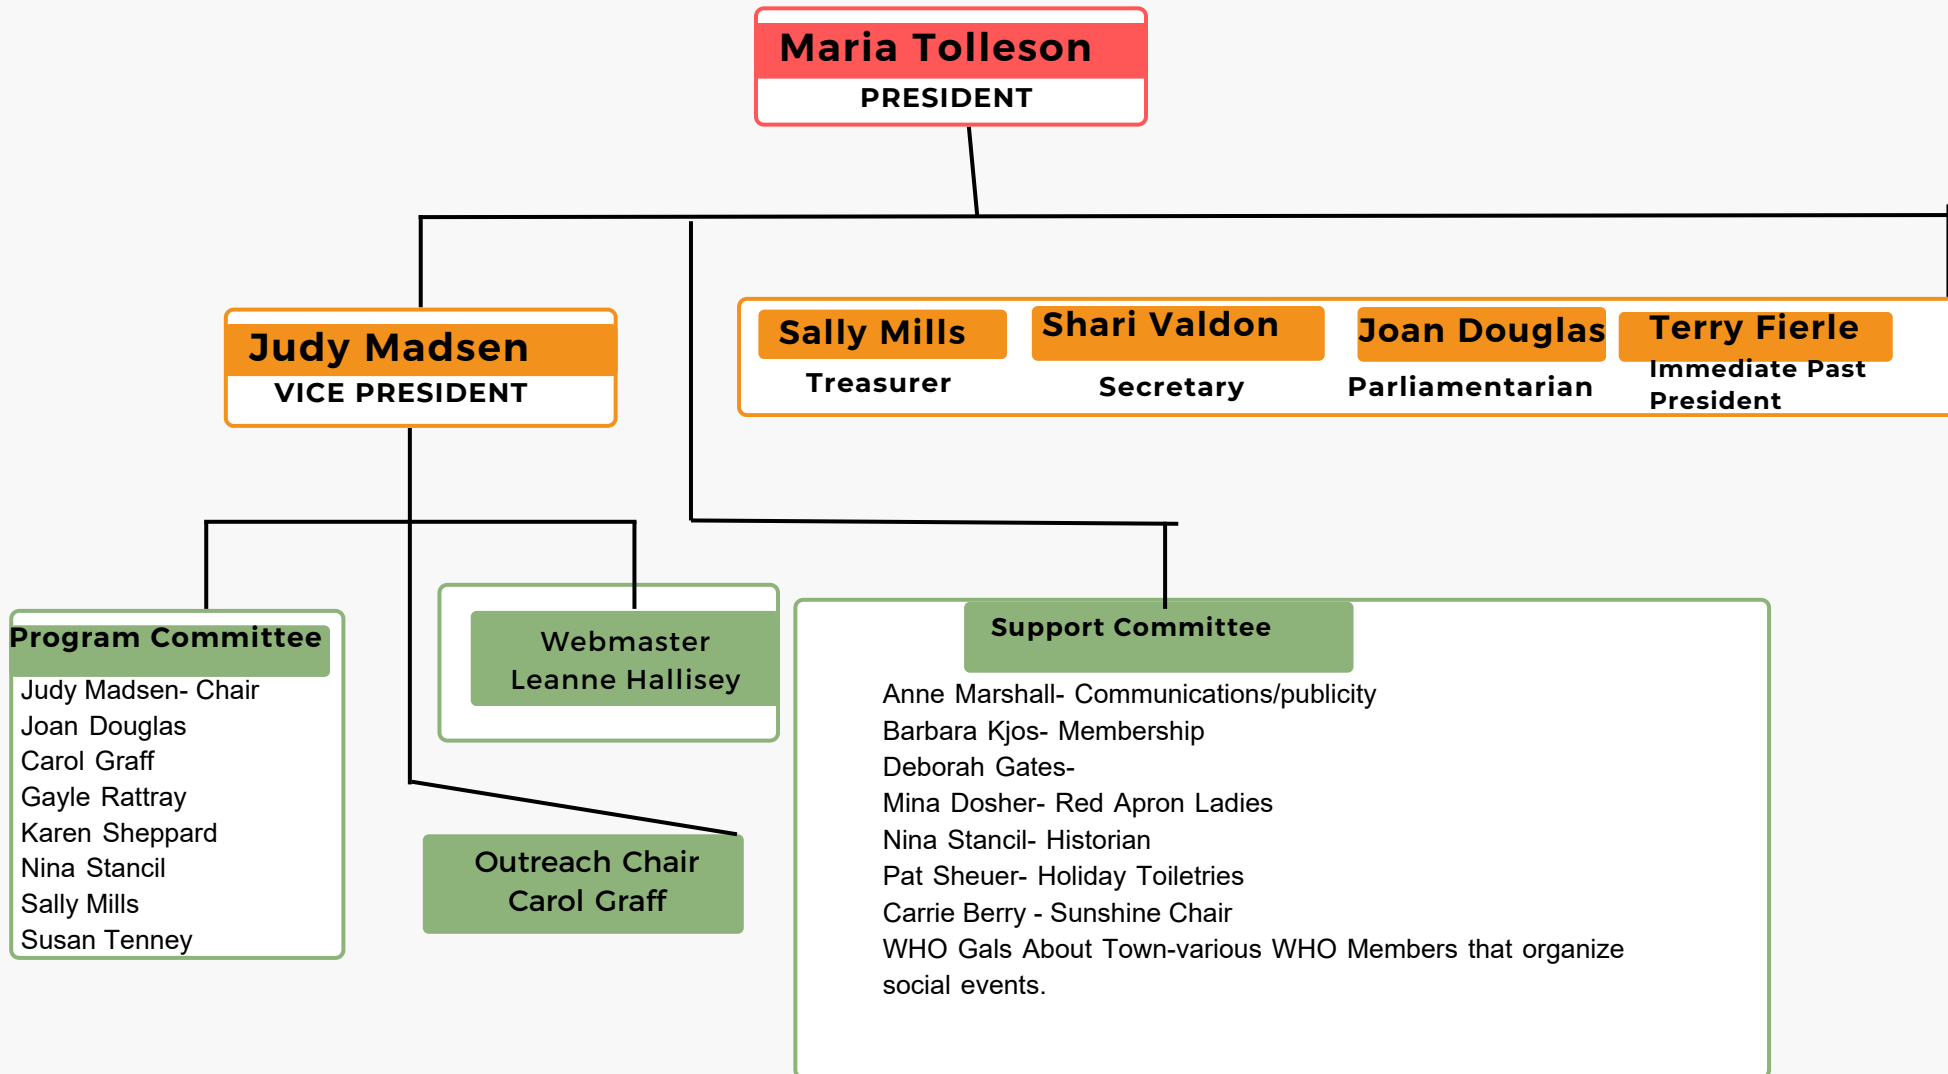 Maria Tolleson
PRESIDENT
Judy Madsen
VICE PRESIDENT
Sally Mills
Treasurer
Shari Valdon
Secretary
Joan Douglas
Parliamentarian
Terry Fierle
Immediate Past
President
Program Committee
Judy Madsen- Chair
Joan Douglas
Carol Graff
Gayle Rattray
Karen Sheppard
Nina Stancil
Sally Mills
Susan Tenney
Webmaster
Leanne Hallisey
Outreach Chair
Carol Graff
Support Committee
Anne Marshall- Communications/publicity
Barbara Kjos- Membership
Deborah Gates-
Mina Dosher- Red Apron Ladies
Nina Stancil- Historian
Pat Sheuer- Holiday Toiletries
Carrie Berry - Sunshine Chair
WHO Gals About Town-various WHO Members that organize
social events.